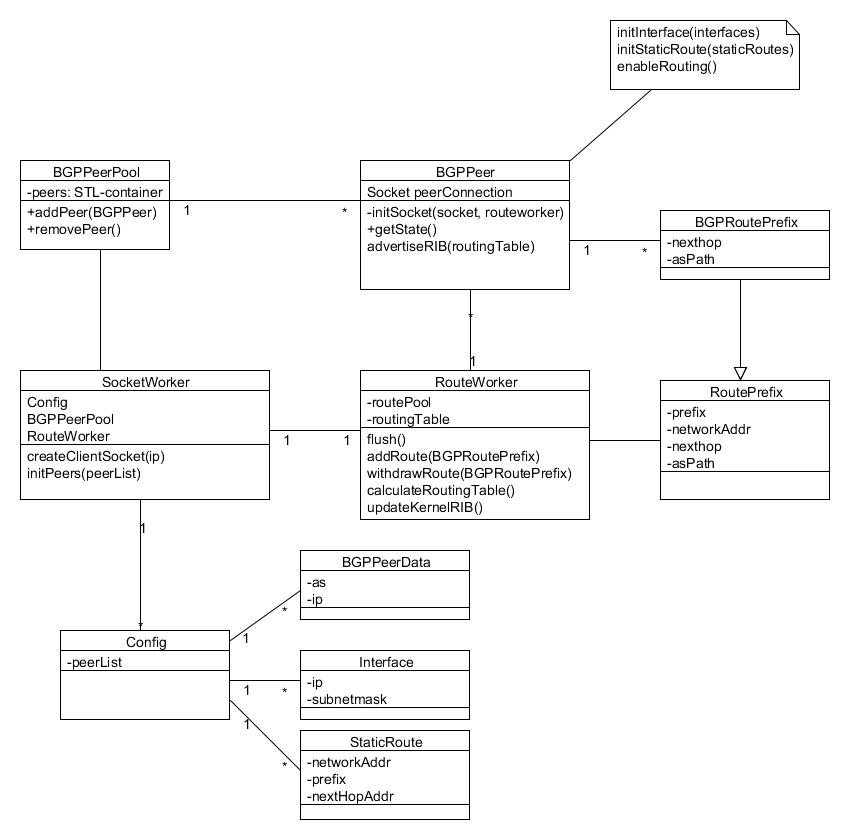 initInterface(interfaces)
initStaticRoute(staticRoutes)
enableRouting()
BGPPeerPool
-peers: STL-container
+addPeer(BGPPeer)
+removePeer()
1
*
BGPPeer
Socket peerConnection
-initSocket(socket, routeworker)
+getState()
advertiseRIB(routingTable)
1
*
BGPRoutePrefix
-nexthop
-asPath
*
1
SocketWorker
Config
BGPPeerPool
RouteWorker
createClientSocket(ip)
initPeers(peerList)
1
1
RouteWorker
-routePool
-routingTable
flush()
addRoute(BGPRoutePrefix)
withdrawRoute(BGPRoutePrefix)
calculateRoutingTable()
updateKernelRIB()
RoutePrefix
-prefix
-networkAddr
-nexthop
-asPath
1
*
Config
-peerList
1
*
BGPPeerData
-as
-ip
1
*
Interface
-ip
-subnetmask
1
*
StaticRoute
-networkAddr
-prefix
-nextHopAddr